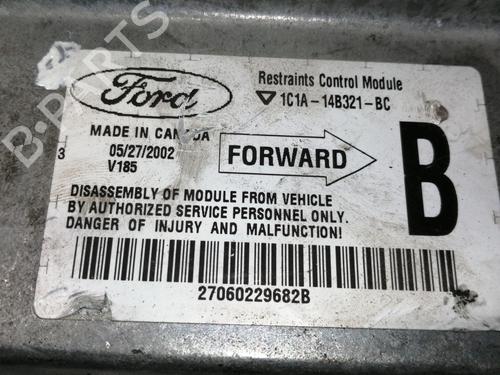 Ford
Restraints Control Module
1C1A-14B321-BC
MADE IN CANADA
05/27/2002
V185
3
FORWARD
B
DISASSEMBLY OF MODULE FROM VEHICLE
BY AUTHORIZED SERVICE PERSONNEL ONLY.
DANGER OF INJURY AND MALFUNCTION!
27060229682B
B-PARTS